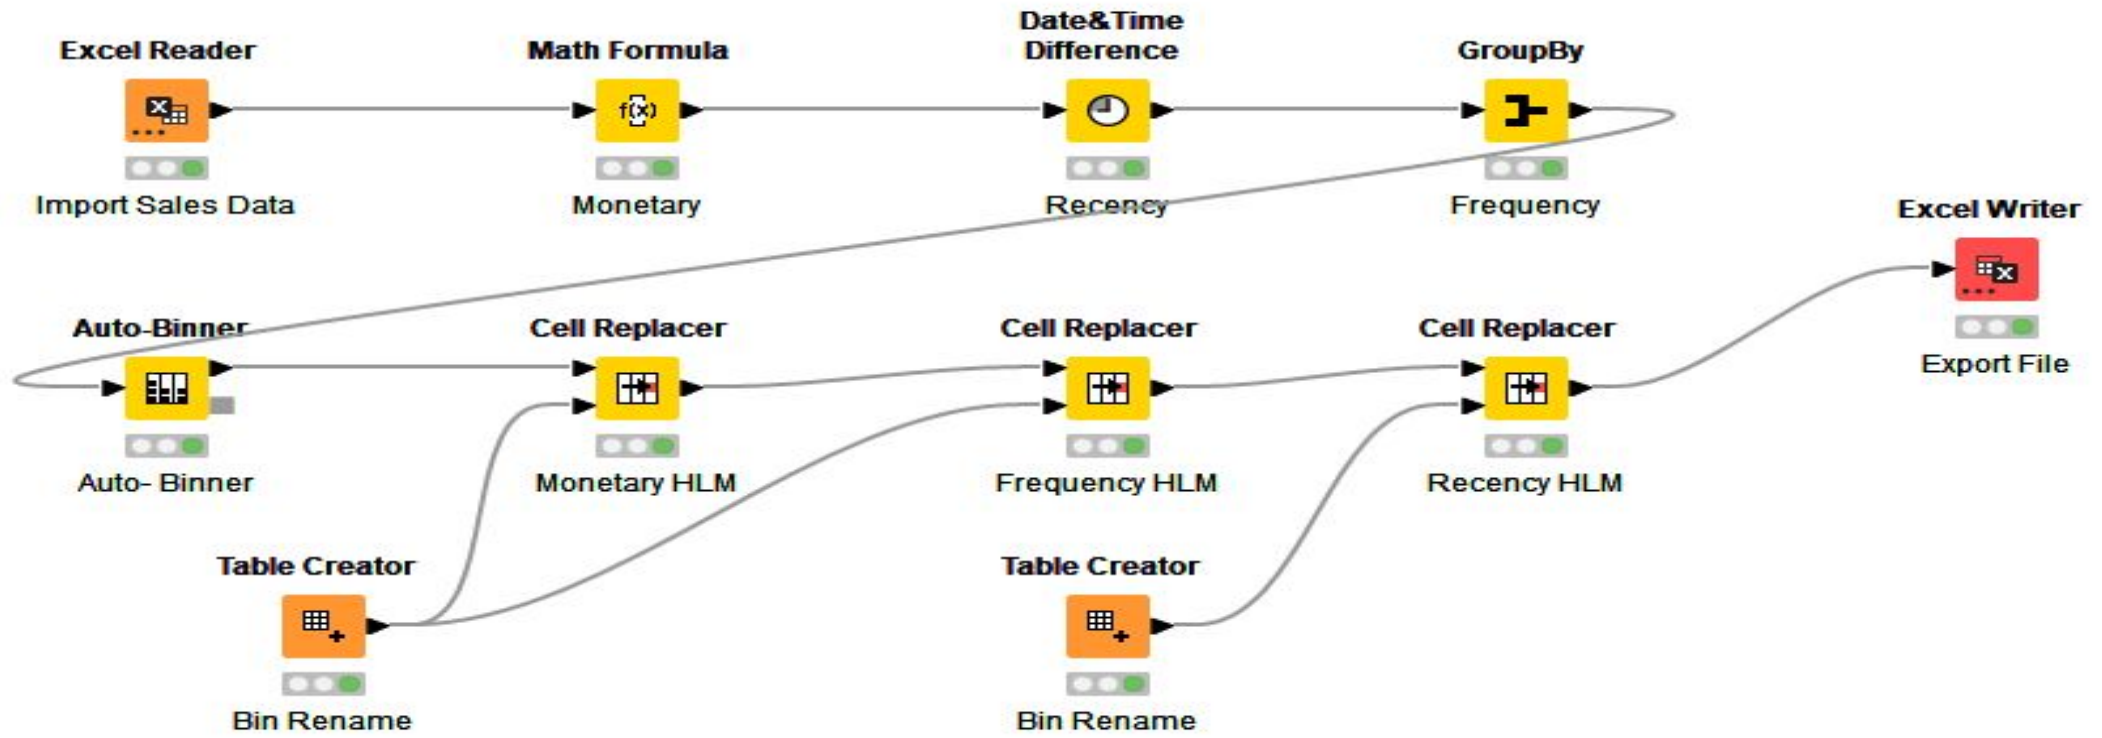 Excel Reader
Import Sales Data
Math Formula
f(x)
Monetary
Date&Time
Difference
Recency
GroupBy
Frequency
Excel Writer
Export File
Auto-Binner
Auto- Binner
Cell Replacer
Monetary HLM
Cell Replacer
Frequency HLM
Cell Replacer
Recency HLM
Table Creator
Bin Rename
Table Creator
Bin Rename